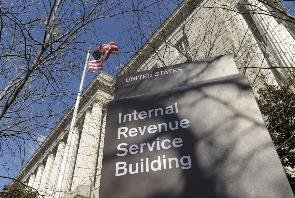 UNITED STATES
Internal
Revenue
Service
Building